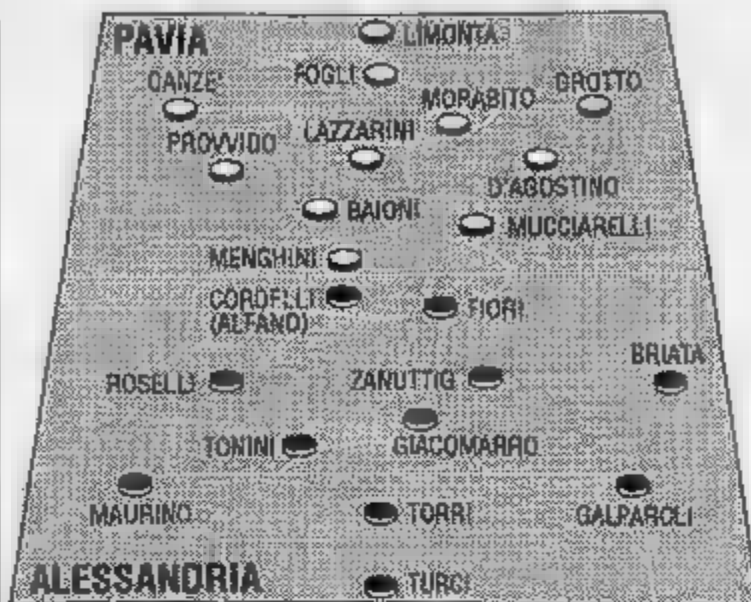 PAVIA
LIMONTA
FOGLI
DANZE'
GROTTO
MORABITO
LAZZARINI
PROVVIDO
D'AGOSTINO
BAIONI
MUCCIARELLI
MENGHINI
CORDELLI
(ALFANO)
FIORI
BRIATA
ROSELLI
ZANUTTIG
TONINI
GIACOMARRO
MAURINO
TORRI
GALPAROLI
ALESSANDRIA
TURCI